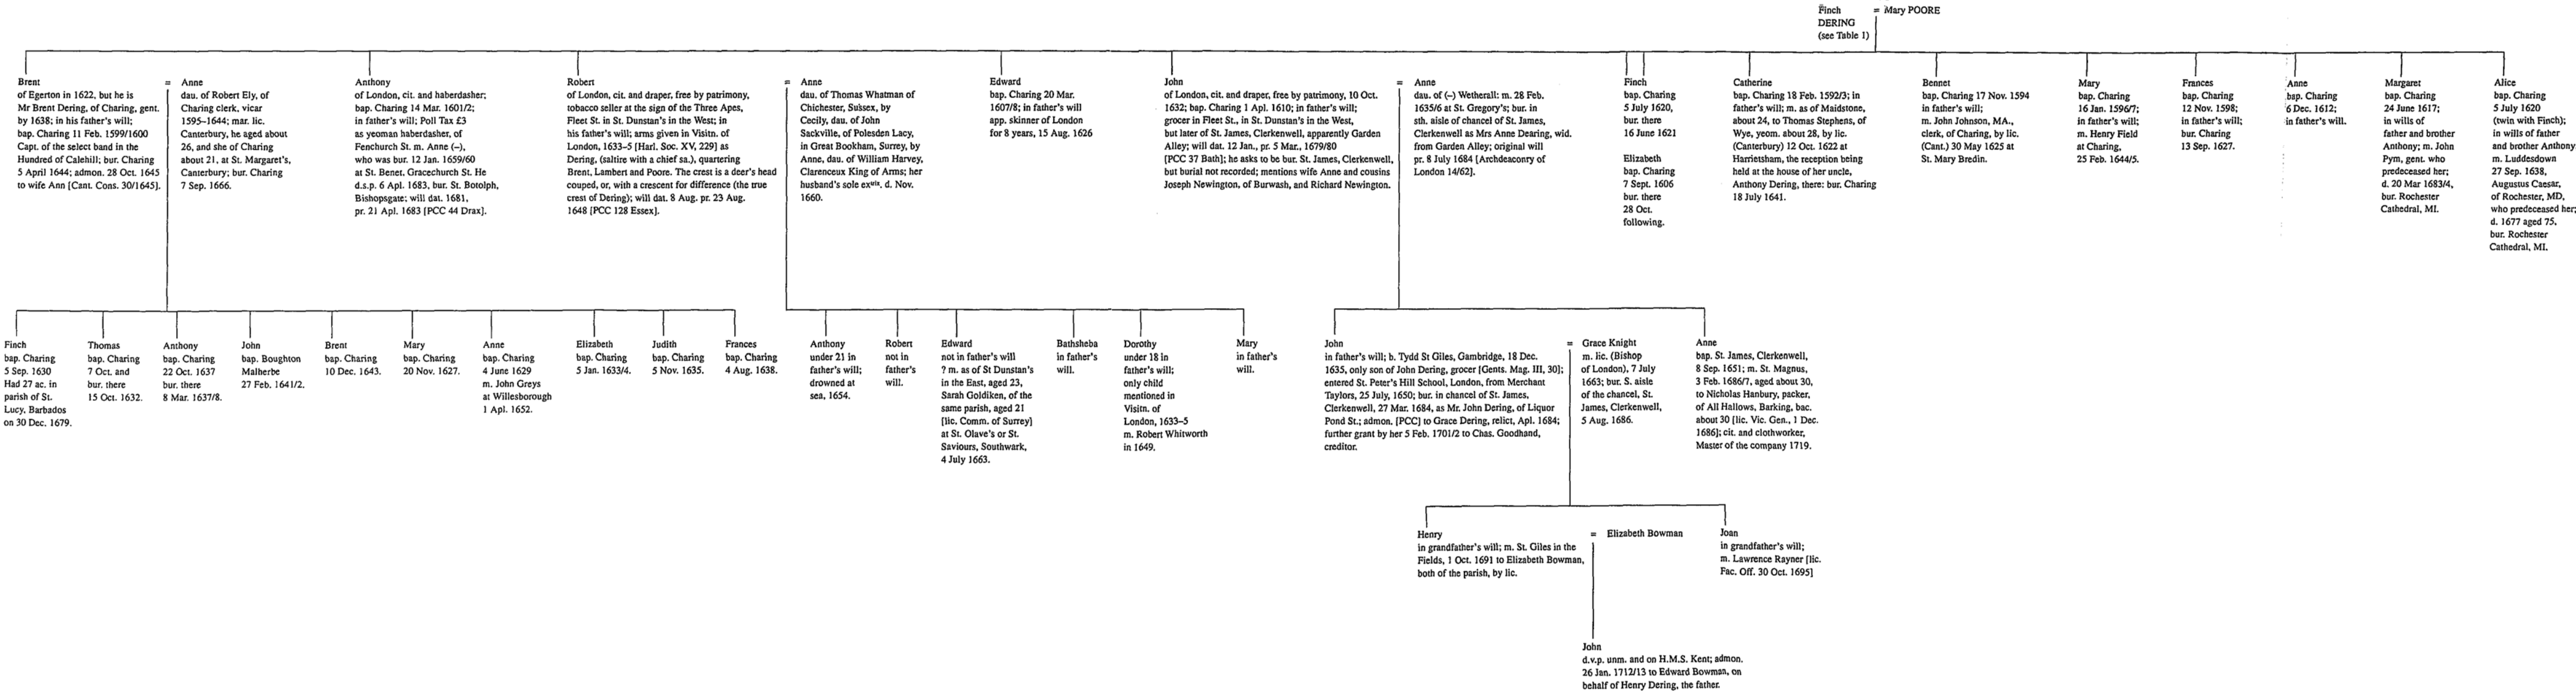 Finch = Mary POORE
DERING
(see Table 1)
Brent
of Egerton in 1622, but he is
Mr Brent Dering, of Charing, gent.
by 1638; in his father's will;
bap. Charing 11 Feb. 1599/1600
Capt. of the select band in the
Hundred of Calehill; bur. Charing
5 April 1644; admon. 28 Oct. 1645
to wife Ann [Cant. Cons. 30/1645].
= Anne
dau. of Robert Ely, of
Charing clerk, vicar
1595–1644; mar. lic.
Canterbury, he aged about
26, and she of Charing
about 21, at St. Margaret's,
Canterbury; bur. Charing
7 Sep. 1666.
Anthony
of London, cit. and haberdasher;
bap. Charing 14 Mar. 1601/2;
in father's will; Poll Tax £3
as yeoman haberdasher, of
Fenchurch St. m. Anne (–),
who was bur. 12 Jan. 1659/60
at St. Benet. Gracechurch St. He
d.s.p. 6 Apl. 1683, bur. St. Botolph,
Bishopsgate; will dat. 1681,
pr. 21 Apl. 1683 [PCC 44 Drax].
Robert
of London, cit. and draper, free by patrimony,
tobacco seller at the sign of the Three Apes,
Fleet St. in St. Dunstan's in the West; in
his father's will; arms given in Visitn. of
London, 1633–5 [Harl. Soc. XV, 229] as
Dering, (saltire with a chief sa.), quartering
Brent, Lambert and Poore. The crest is a deer's head
couped, or, with a crescent for difference (the true
crest of Dering); will dat. 8 Aug. pr. 23 Aug.
1648 [PCC 128 Essex].
= Anne
dau. of Thomas Whatman of
Chichester, Sussex, by
Cecily, dau. of John
Sackville, of Polesden Lacy,
in Great Bookham, Surrey, by
Anne, dau. of William Harvey,
Clarenceux King of Arms; her
husband's sole exᵘⁱˣ, d. Nov.
1660.
Edward
bap. Charing 20 Mar.
1607/8; in father's will
app. skinner of London
for 8 years, 15 Aug. 1626
John
of London, cit. and draper, free by patrimony, 10 Oct.
1632; bap. Charing 1 Apl. 1610; in father's will;
grocer in Fleet St., in St. Dunstan's in the West,
but later of St. James, Clerkenwell, apparently Garden
Alley; will dat. 12 Jan., pr. 5 Mar., 1679/80
[PCC 37 Bath]; he asks to be bur. St. James, Clerkenwell,
but burial not recorded; mentions wife Anne and cousins
Joseph Newington, of Burwash, and Richard Newington.
= Anne
dau. of (–) Wetherall: m. 28 Feb.
1635/6 at St. Gregory's; bur. in
sth. aisle of chancel of St. James,
Clerkenwell as Mrs Anne Dearing, wid.
from Garden Alley; original will
pr. 8 July 1684 [Archdeaconry of
London 14/62].
Finch
bap. Charing
5 July 1620,
bur. there
16 June 1621
Elizabeth
bap. Charing
7 Sept. 1606
bur. there
28 Oct.
following.
Catherine
bap. Charing 18 Feb. 1592/3; in
father's will; m. as of Maidstone,
about 24, to Thomas Stephens, of
Wye, yeom. about 28, by lic.
(Canterbury) 12 Oct. 1622 at
Harrietsham, the reception being
held at the house of her uncle,
Anthony Dering, there; bur. Charing
18 July 1641.
Bennet
bap. Charing 17 Nov. 1594
in father's will;
m. John Johnson, MA.,
clerk, of Charing, by lic.
(Cant.) 30 May 1625 at
St. Mary Bredin.
Mary
bap. Charing
16 Jan. 1596/7;
in father's will;
m. Henry Field
at Charing,
25 Feb. 1644/5.
Frances
bap. Charing
12 Nov. 1598;
in father's will;
bur. Charing
13 Sep. 1627.
Anne
bap. Charing
6 Dec. 1612;
in father's will.
Margaret
bap. Charing
24 June 1617;
in wills of
father and brother
Anthony; m. John
Pym, gent. who
predeceased her;
d. 20 Mar 1683/4,
bur. Rochester
Cathedral, MI.
Alice
bap. Charing
5 July 1620
(twin with Finch);
in wills of father
and brother Anthony
m. Luddesdown
27 Sep. 1638,
Augustus Caesar,
of Rochester, MD,
who predeceased her;
d. 1677 aged 75.
bur. Rochester
Cathedral, MI.
Finch
bap. Charing
5 Sep. 1630
Had 27 ac. in
parish of St.
Lucy, Barbados
on 30 Dec. 1679.
Thomas
bap. Charing
7 Oct. and
bur. there
15 Oct. 1632.
Anthony
bap. Charing
22 Oct. 1637
bur. there
8 Mar. 1637/8.
John
bap. Boughton
Malherbe
27 Feb. 1641/2.
Brent
bap. Charing
10 Dec. 1643.
Mary
bap. Charing
20 Nov. 1627.
Anne
bap. Charing
4 June 1629
m. John Greys
at Willesborough
1 Apl. 1652.
Elizabeth
bap. Charing
5 Jan. 1633/4.
Judith
bap. Charing
5 Nov. 1635.
Frances
bap. Charing
4 Aug. 1638.
Anthony
under 21 in
father's will;
drowned at
sea, 1654.
Robert
not in
father's
will.
Edward
not in father's will
? m. as of St Dunstan's
in the East, aged 23,
Sarah Goldiken, of the
same parish, aged 21
[lic. Comm. of Surrey]
at St. Olave's or St.
Saviours, Southwark,
4 July 1663.
Bathsheba
in father's
will.
Dorothy
under 18 in
father's will;
only child
mentioned in
Visitn. of
London, 1633–5
m. Robert Whitworth
in 1649.
Mary
in father's
will.
John
in father's will; b. Tydd St Giles, Gambridge, 18 Dec.
1635, only son of John Dering, grocer [Gents. Mag. III, 30];
entered St. Peter's Hill School, London, from Merchant
Taylors, 25 July, 1650; bur. in chancel of St. James,
Clerkenwell, 27 Mar. 1684, as Mr. John Dering, of Liquor
Pond St.; admon. [PCC] to Grace Dering, relict, Apl. 1684;
further grant by her 5 Feb. 1701/2 to Chas. Goodhand,
creditor.
= Grace Knight
m. lic. (Bishop
of London), 7 July
1663; bur. S. aisle
of the chancel, St.
James, Clerkenwell,
5 Aug. 1686.
Anne
bap. St. James, Clerkenwell,
8 Sep. 1651; m. St. Magnus,
3 Feb. 1686/7, aged about 30,
to Nicholas Hanbury, packer,
of All Hallows, Barking, bac.
about 30 [lic. Vic. Gen., 1 Dec.
1686]; cit. and clothworker,
Master of the company 1719.
Henry
in grandfather's will; m. St. Giles in the
Fields, 1 Oct. 1691 to Elizabeth Bowman,
both of the parish, by lic.
= Elizabeth Bowman
Joan
in grandfather's will;
m. Lawrence Rayner [lic.
Fac. Off. 30 Oct. 1695]
John
d.v.p. unm. and on H.M.S. Kent; admon.
26 Jan. 1712/13 to Edward Bowman, on
behalf of Henry Dering, the father.